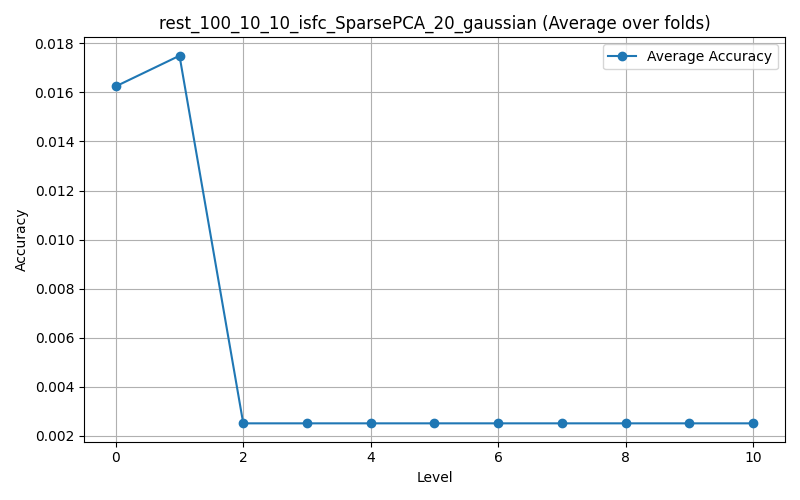 rest_100_10_10_isfc_SparsePCA_20_gaussian (Average over folds)
Average Accuracy
Accuracy
0.018
0.016
0.014
0.012
0.010
0.008
0.006
0.004
0.002
0 2 4 6 8 10
Level